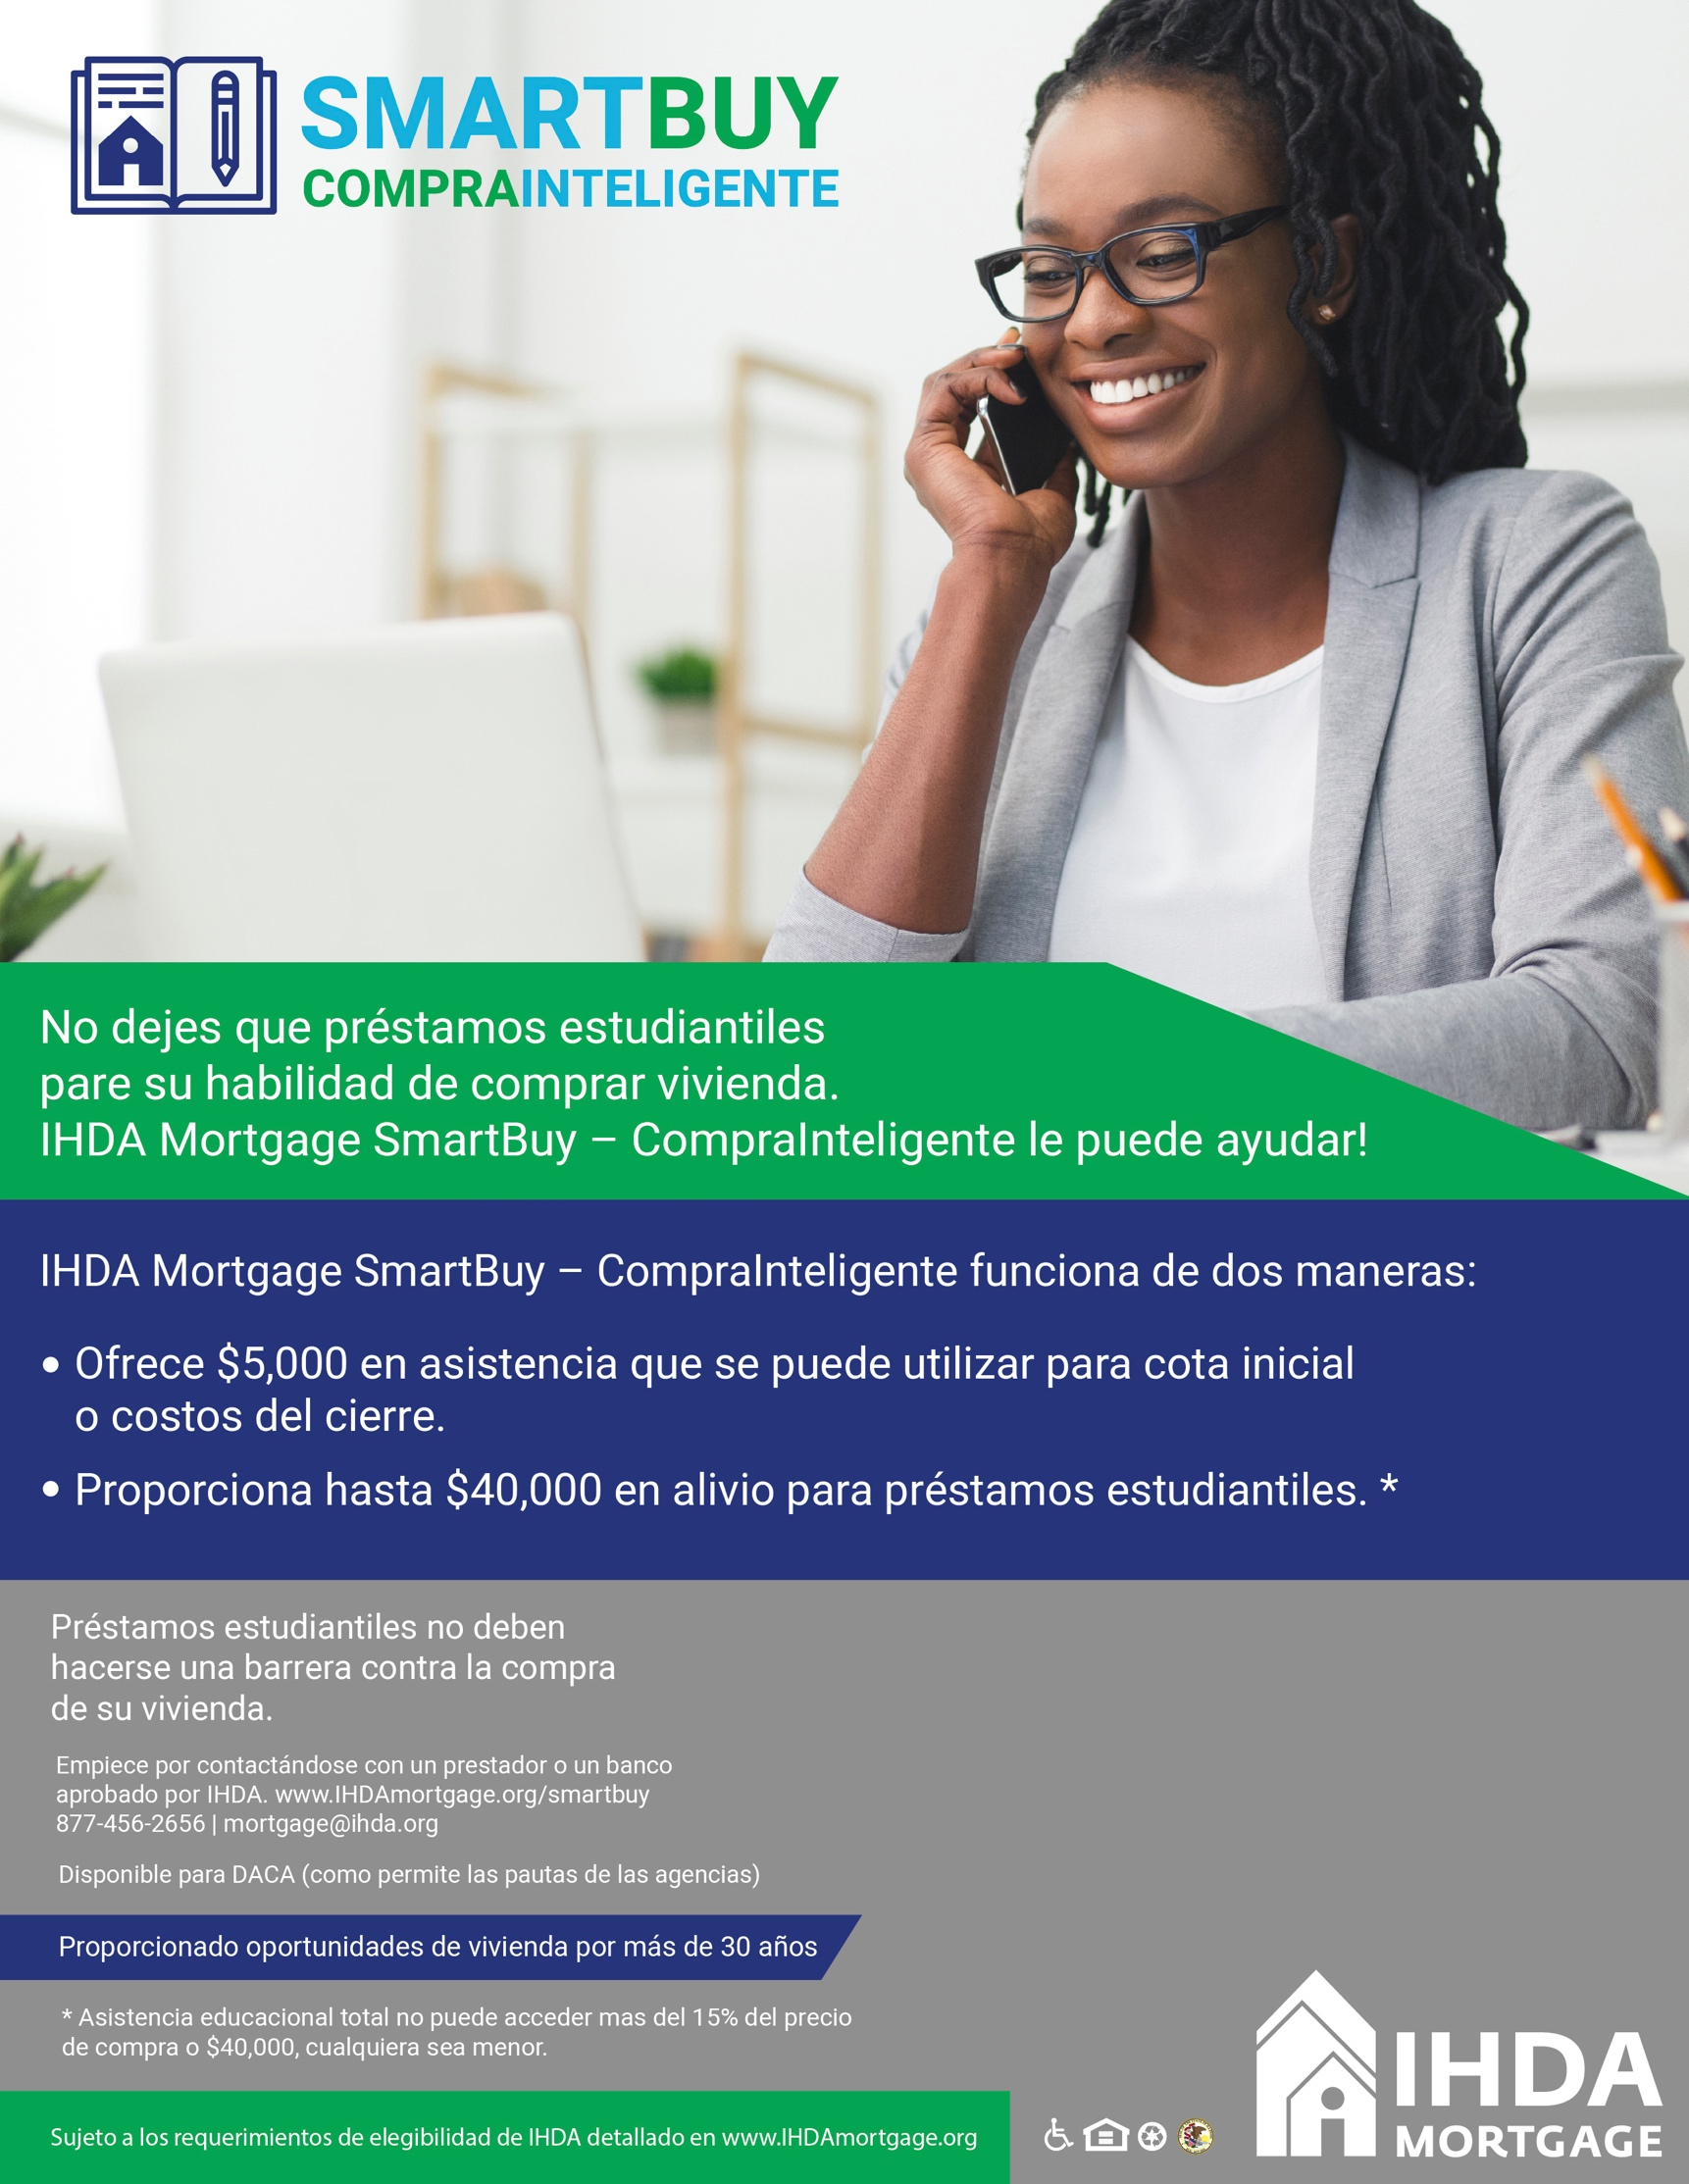 SMARTBUY
COMPRAINTELIGENTE
No dejes que préstamos estudiantiles
pare su habilidad de comprar vivienda.
IHDA Mortgage SmartBuy – CompraInteligente le puede ayudar!
IHDA Mortgage SmartBuy – CompraInteligente funciona de dos maneras:
• Ofrece $5,000 en asistencia que se puede utilizar para cota inicial
o costos del cierre.
• Proporciona hasta $40,000 en alivio para préstamos estudiantiles. *
Préstamos estudiantiles no deben
hacerse una barrera contra la compra
de su vivienda.
Empiece por contactándose con un prestador o un banco
aprobado por IHDA. www.IHDAmortgage.org/smartbuy
877-456-2656 | mortgage@ihda.org
Disponible para DACA (como permite las pautas de las agencias)
Proporcionado oportunidades de vivienda por más de 30 años
* Asistencia educacional total no puede acceder mas del 15% del precio
de compra o $40,000, cualquiera sea menor.
Sujeto a los requerimientos de elegibilidad de IHDA detallado en www.IHDAmortgage.org
IHDA
MORTGAGE